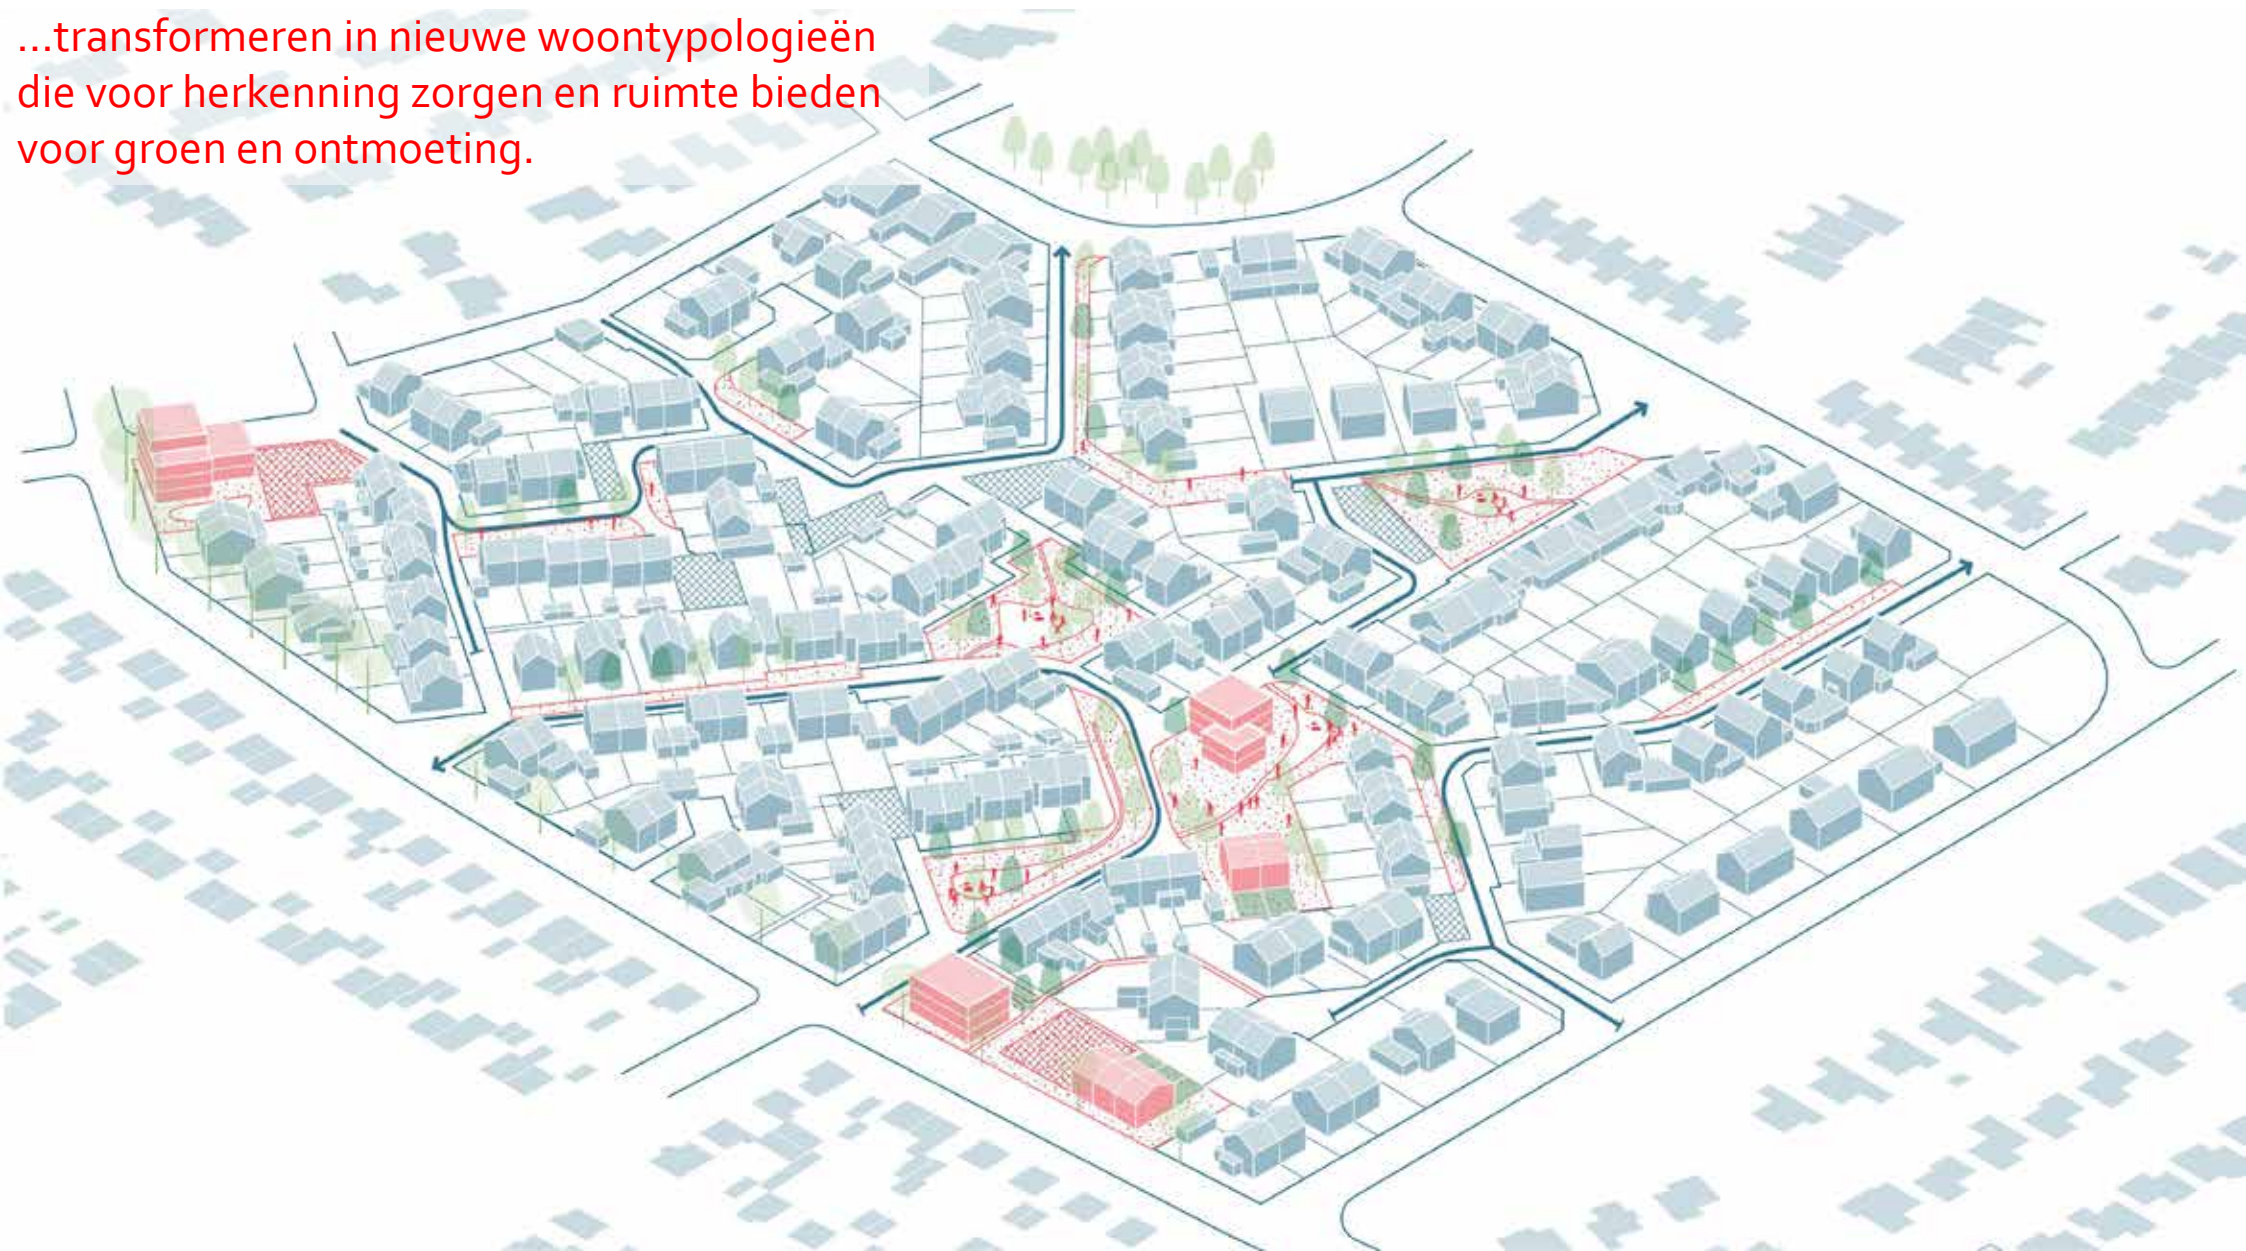 ...transformeren in nieuwe woontypologieën
die voor herkenning zorgen en ruimte bieden
voor groen en ontmoeting.